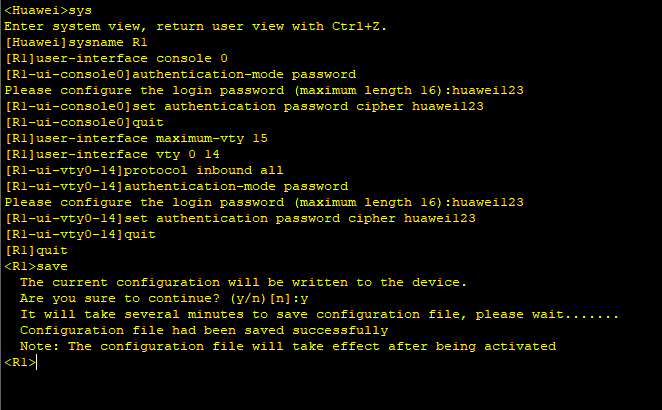 <Huawei>sys
Enter system view, return user view with Ctrl+Z.
[Huawei]sysname R1
[R1]user-interface console 0
[R1-ui-console0]authentication-mode password
Please configure the login password (maximum length 16):huawei123
[R1-ui-console0]set authentication password cipher huawei123
[R1-ui-console0]quit
[R1]user-interface maximum-vty 15
[R1]user-interface vty 0 14
[R1-ui-vty0-14]protocol inbound all
[R1-ui-vty0-14]authentication-mode password
Please configure the login password (maximum length 16):huawei123
[R1-ui-vty0-14]set authentication password cipher huawei123
[R1-ui-vty0-14]quit
[R1]quit
<R1>save
  The current configuration will be written to the device.
  Are you sure to continue? (y/n)[n]:y
  It will take several minutes to save configuration file, please wait.......
  Configuration file had been saved successfully
  Note: The configuration file will take effect after being activated
<R1>